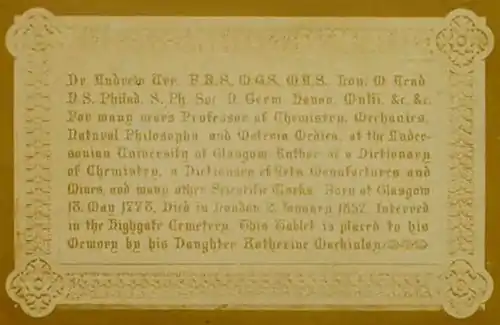 Dr. Andrew Ure. F.R.S. M.G.S. M.A.S. Lon. M. Acad.
N.S. Philad. S. Ph. Soc. N. Germ. Hanov. Mulii. &c. &c.
For many years Professor of Chemistry, Mechanics,
Natural Philosophy, and Materia Medica, at the Ander-
sonian University of Glasgow. Author of a Dictionary
of Chemistry, a Dictionary of Arts Manufactures and
Mines, and many other Scientific Works. Born at Glasgow
18. May 1778, Died in London 2. January 1857. Interred
in the Highgate Cemetery. This Tablet is placed to his
Memory by his Daughter Katherine Mackinlay.